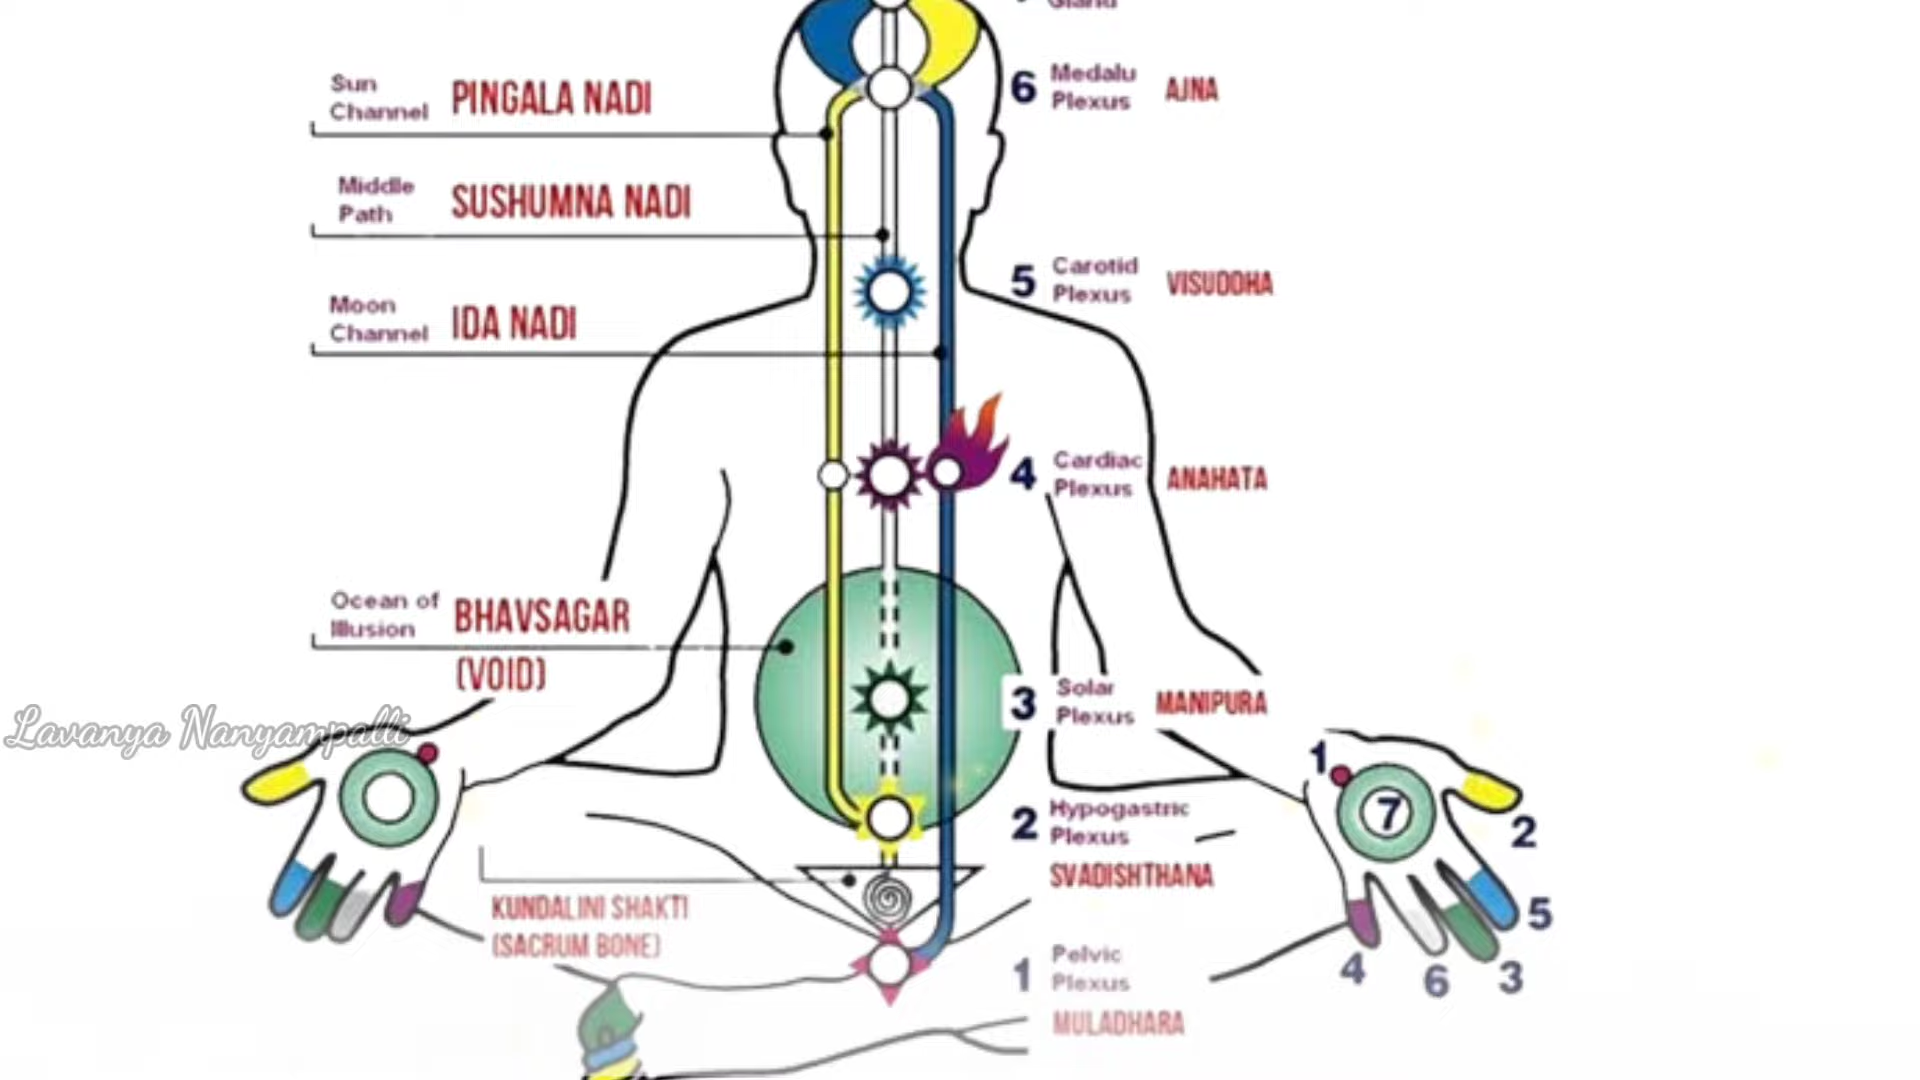 Gland
Sun
Channel
PINGALA NADI
6
Medalu
Plexus
AJNA
Middle
Path
SUSHUMNA NADI
5
Carotid
Plexus
VISUDDHA
Moon
Channel
IDA NADI
4
Cardiac
Plexus
ANAHATA
Ocean of
Illusion
BHAVSAGAR
(VOID)
3
Solar
Plexus
MANIPURA
Lavanya Nanyampalli
1
7
2
2
Hypogastric
Plexus
SVADISHTHANA
KUNDALINI SHAKTI
(SACRUM BONE)
5
4
6
3
1
Pelvic
Plexus
MULADHARA